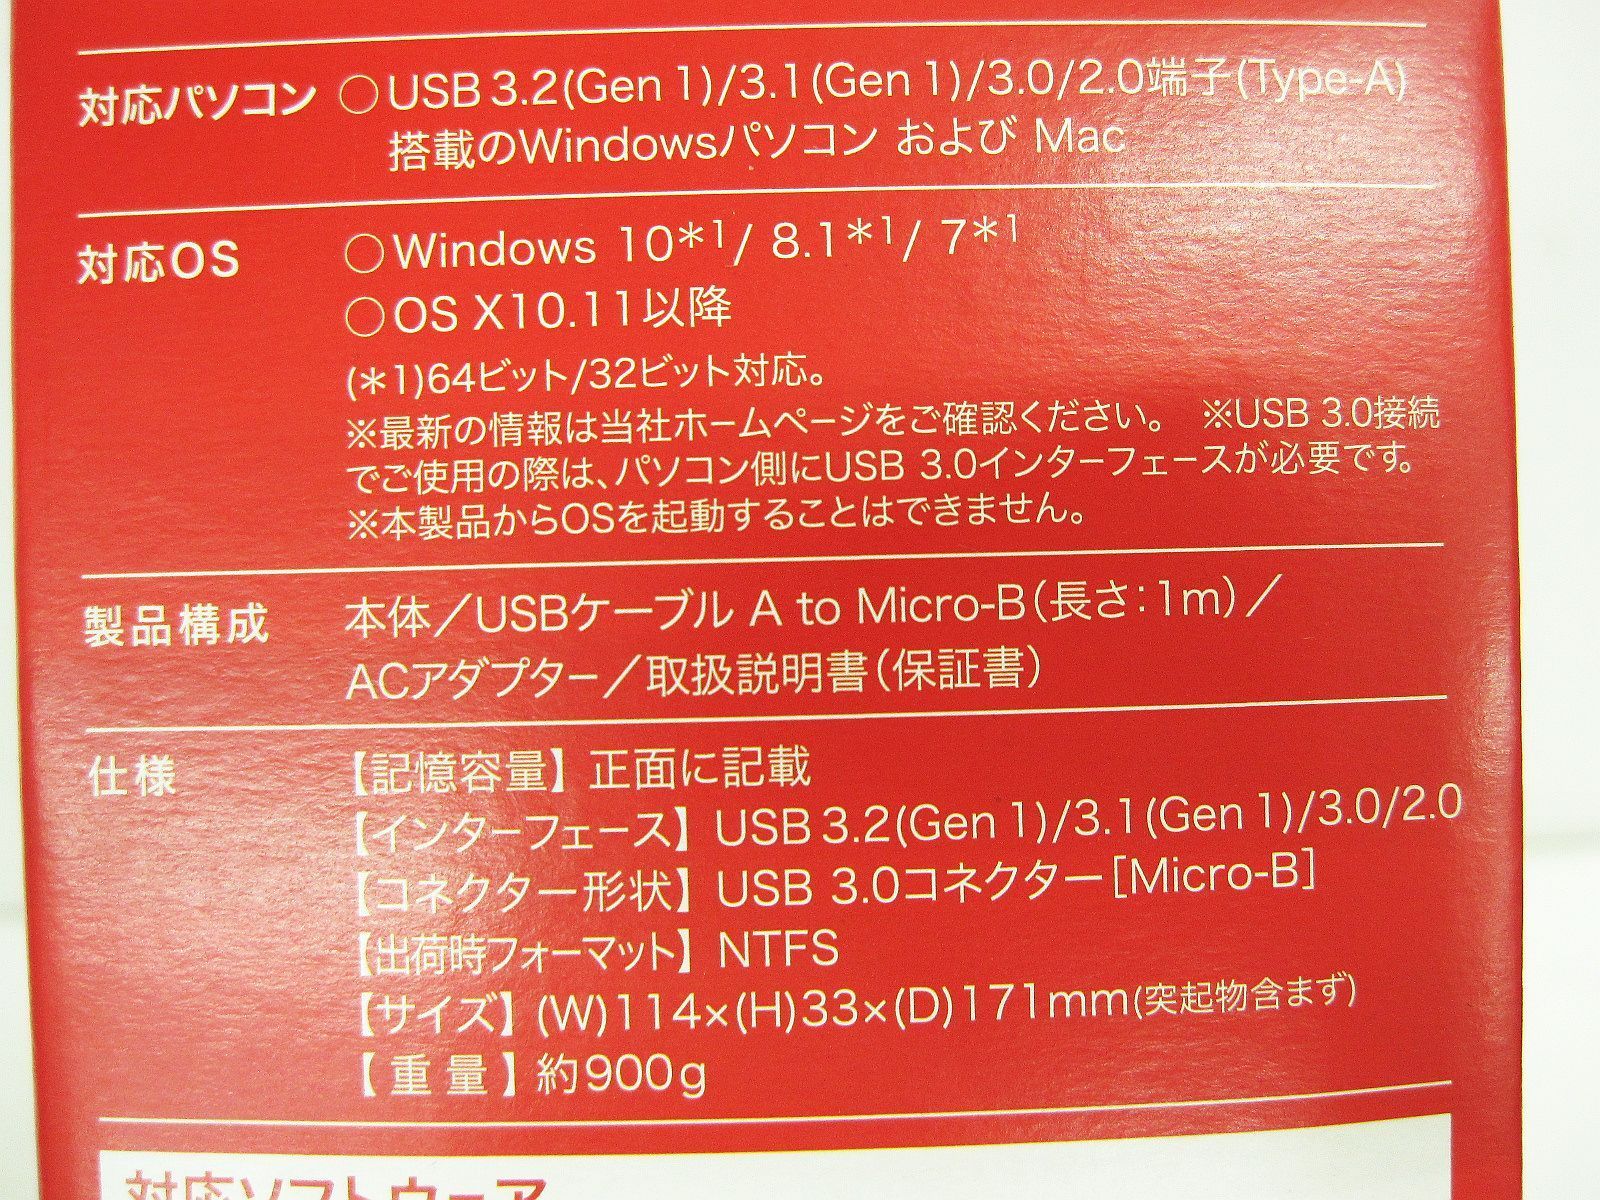 対応パソコン ○USB 3.2(Gen 1)/3.1(Gen 1)/3.0/2.0端子(Type-A)
搭載のWindowsパソコン および Mac
対応OS ○Windows 10*1/ 8.1*1/ 7*1
○OS X10.11以降
(*1)64ビット/32ビット対応。
※最新の情報は当社ホームページをご確認ください。 ※USB 3.0接続
でご使用の際は、パソコン側にUSB 3.0インターフェースが必要です。
※本製品からOSを起動することはできません。
製品構成 本体/USBケーブル A to Micro-B(長さ:1m)/
ACアダプター/取扱説明書(保証書)
仕様 【記憶容量】正面に記載
【インターフェース】USB 3.2(Gen 1)/3.1(Gen 1)/3.0/2.0
【コネクター形状】USB 3.0コネクター[Micro-B]
【出荷時フォーマット】NTFS
【サイズ】(W)114×(H)33×(D)171mm(突起物含まず)
【重量】約900g
対応ソフトウェア